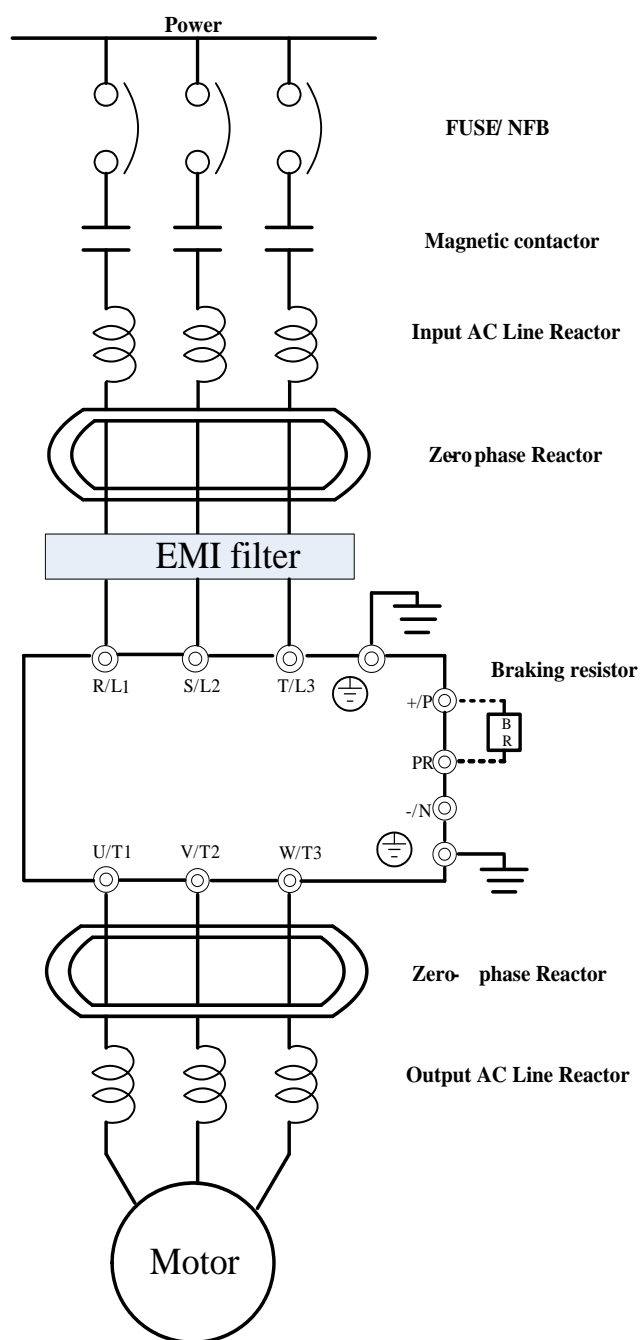 Power
FUSE/ NFB
Magnetic contactor
Input AC Line Reactor
Zero phase Reactor
EMI filter
R/L1 S/L2 T/L3
Braking resistor
+/P
B
R
PR
-/N
U/T1 V/T2 W/T3
Zero- phase Reactor
Output AC Line Reactor
Motor